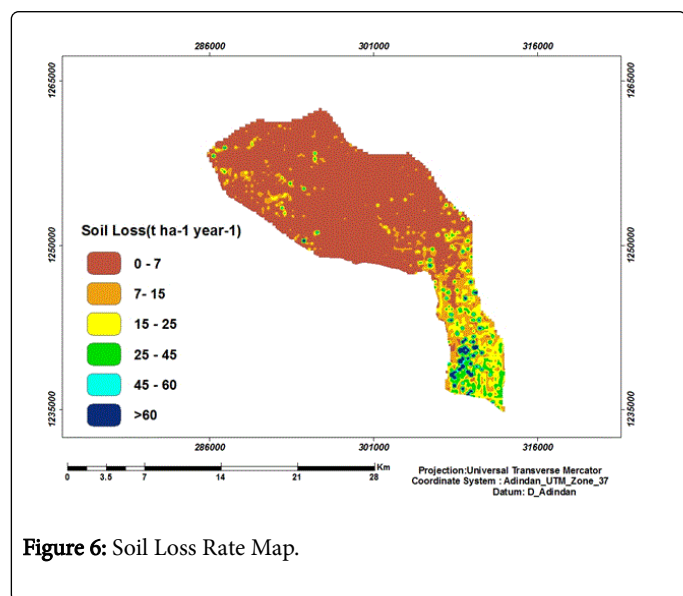 286000 301000 316000
1265000 1265000
Soil Loss(t ha-1 year-1)
0 - 7
7- 15
15 - 25
25 - 45
45 - 60
>60
1250000 1250000
1235000 1235000
286000 301000 316000
Km
0 3.5 7 14 21 28
Projection:Universal Transverse Mercator
Coordinate System : Adindan_UTM_Zone_37
Datum: D_Adindan
Figure 6: Soil Loss Rate Map.